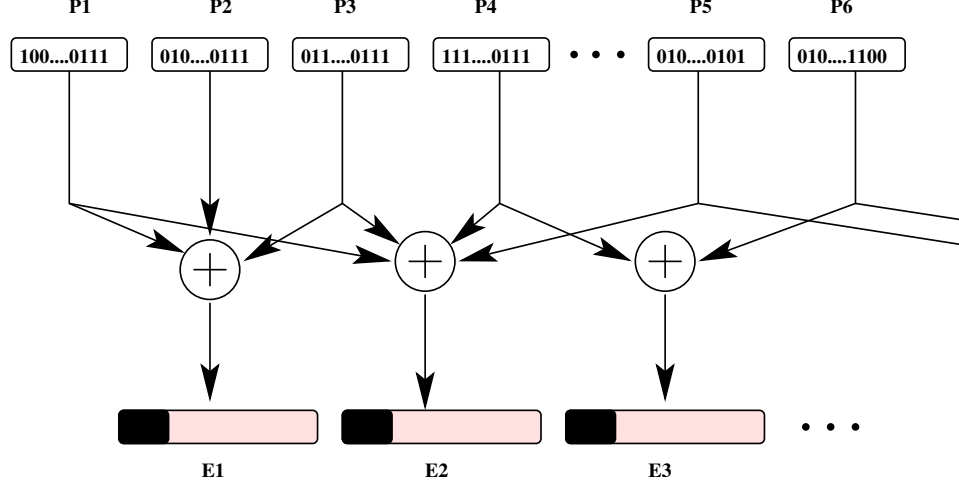 P1 P2 P3 P4 P5 P6
100....0111 010....0111 011....0111 111....0111 • • • 010....0101 010....1100
+ + +
• • •
E1 E2 E3